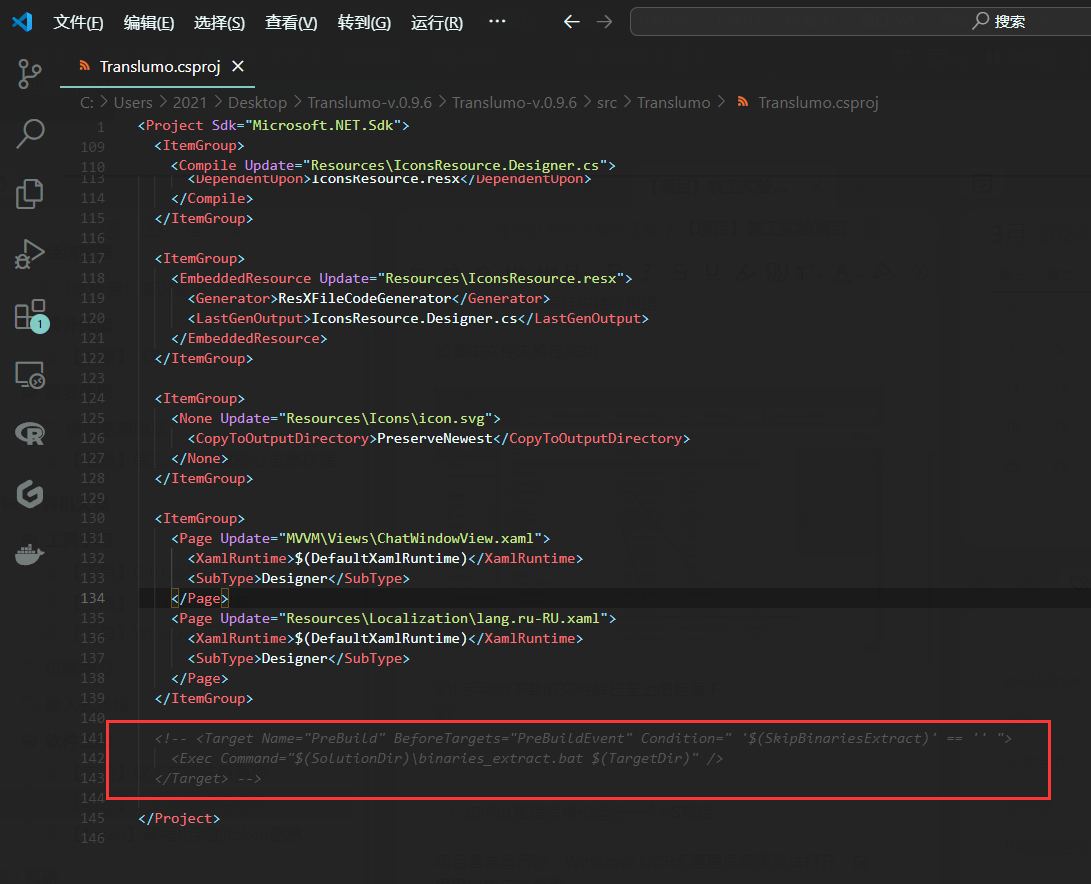 文件(F) 编辑(E) 选择(S) 查看(V) 转到(G) 运行(R) ··· 搜索
Translumo.csproj
C: > Users > 2021 > Desktop > Translumo-v.0.9.6 > Translumo-v.0.9.6 > src > Translumo > Translumo.csproj
1 <Project Sdk="Microsoft.NET.Sdk">
109 <ItemGroup>
110 <Compile Update="Resources\IconsResource.Designer.cs">
113 <DependentUpon>IconsResource.resx</DependentUpon>
114 </Compile>
115 </ItemGroup>
116
117 <ItemGroup>
118 <EmbeddedResource Update="Resources\IconsResource.resx">
119 <Generator>ResXFileCodeGenerator</Generator>
120 <LastGenOutput>IconsResource.Designer.cs</LastGenOutput>
121 </EmbeddedResource>
122 </ItemGroup>
123
124 <ItemGroup>
125 <None Update="Resources\Icons\icon.svg">
126 <CopyToOutputDirectory>PreserveNewest</CopyToOutputDirectory>
127 </None>
128 </ItemGroup>
129
130 <ItemGroup>
131 <Page Update="MVVM\Views\ChatWindowView.xaml">
132 <XamlRuntime>$(DefaultXamlRuntime)</XamlRuntime>
133 <SubType>Designer</SubType>
134 </Page>
135 <Page Update="Resources\Localization\lang.ru-RU.xaml">
136 <XamlRuntime>$(DefaultXamlRuntime)</XamlRuntime>
137 <SubType>Designer</SubType>
138 </Page>
139 </ItemGroup>
140
141 <!-- <Target Name="PreBuild" BeforeTargets="PreBuildEvent" Condition=" '$(SkipBinariesExtract)' == '' ">
142 <Exec Command="$(SolutionDir)\binaries_extract.bat $(TargetDir)" />
143 </Target> -->
144
145 </Project>
146
1